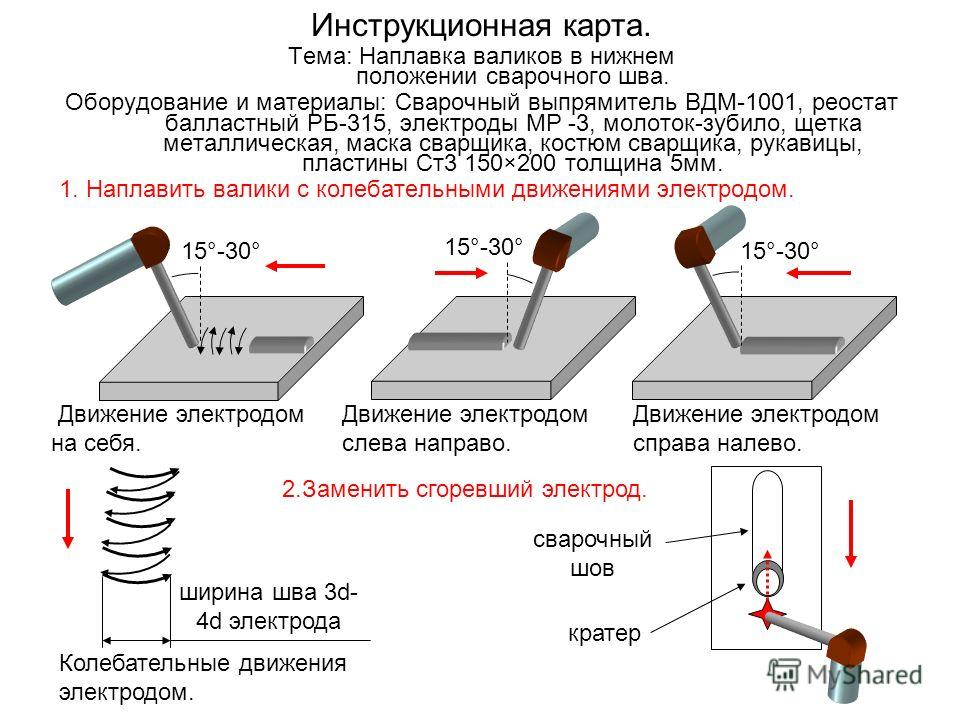 Инструкционная карта.
Тема: Наплавка валиков в нижнем
положении сварочного шва.
Оборудование и материалы: Сварочный выпрямитель ВДМ-1001, реостат
балластный РБ-315, электроды МР -3, молоток-зубило, щетка
металлическая, маска сварщика, костюм сварщика, рукавицы,
пластины Ст3 150×200 толщина 5мм.
1. Наплавить валики с колебательными движениями электродом.
15°-30°
15°-30°
15°-30°
Движение электродом
на себя.
Движение электродом
слева направо.
Движение электродом
справа налево.
2.Заменить сгоревший электрод.
сварочный
шов
ширина шва 3d-
4d электрода
кратер
Колебательные движения
электродом.
MyShared